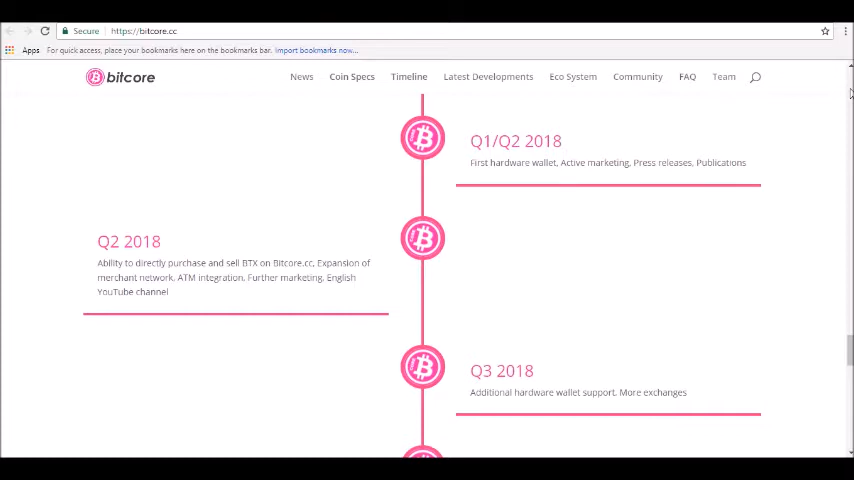 Secure https://bitcore.cc
Apps For quick access, place your bookmarks here on the bookmarks bar. Import bookmarks now...
bitcore News Coin Specs Timeline Latest Developments Eco System Community FAQ Team
Q1/Q2 2018
First hardware wallet, Active marketing, Press releases, Publications
Q2 2018
Ability to directly purchase and sell BTX on Bitcore.cc, Expansion of
merchant network, ATM integration, Further marketing, English
YouTube channel
Q3 2018
Additional hardware wallet support, More exchanges